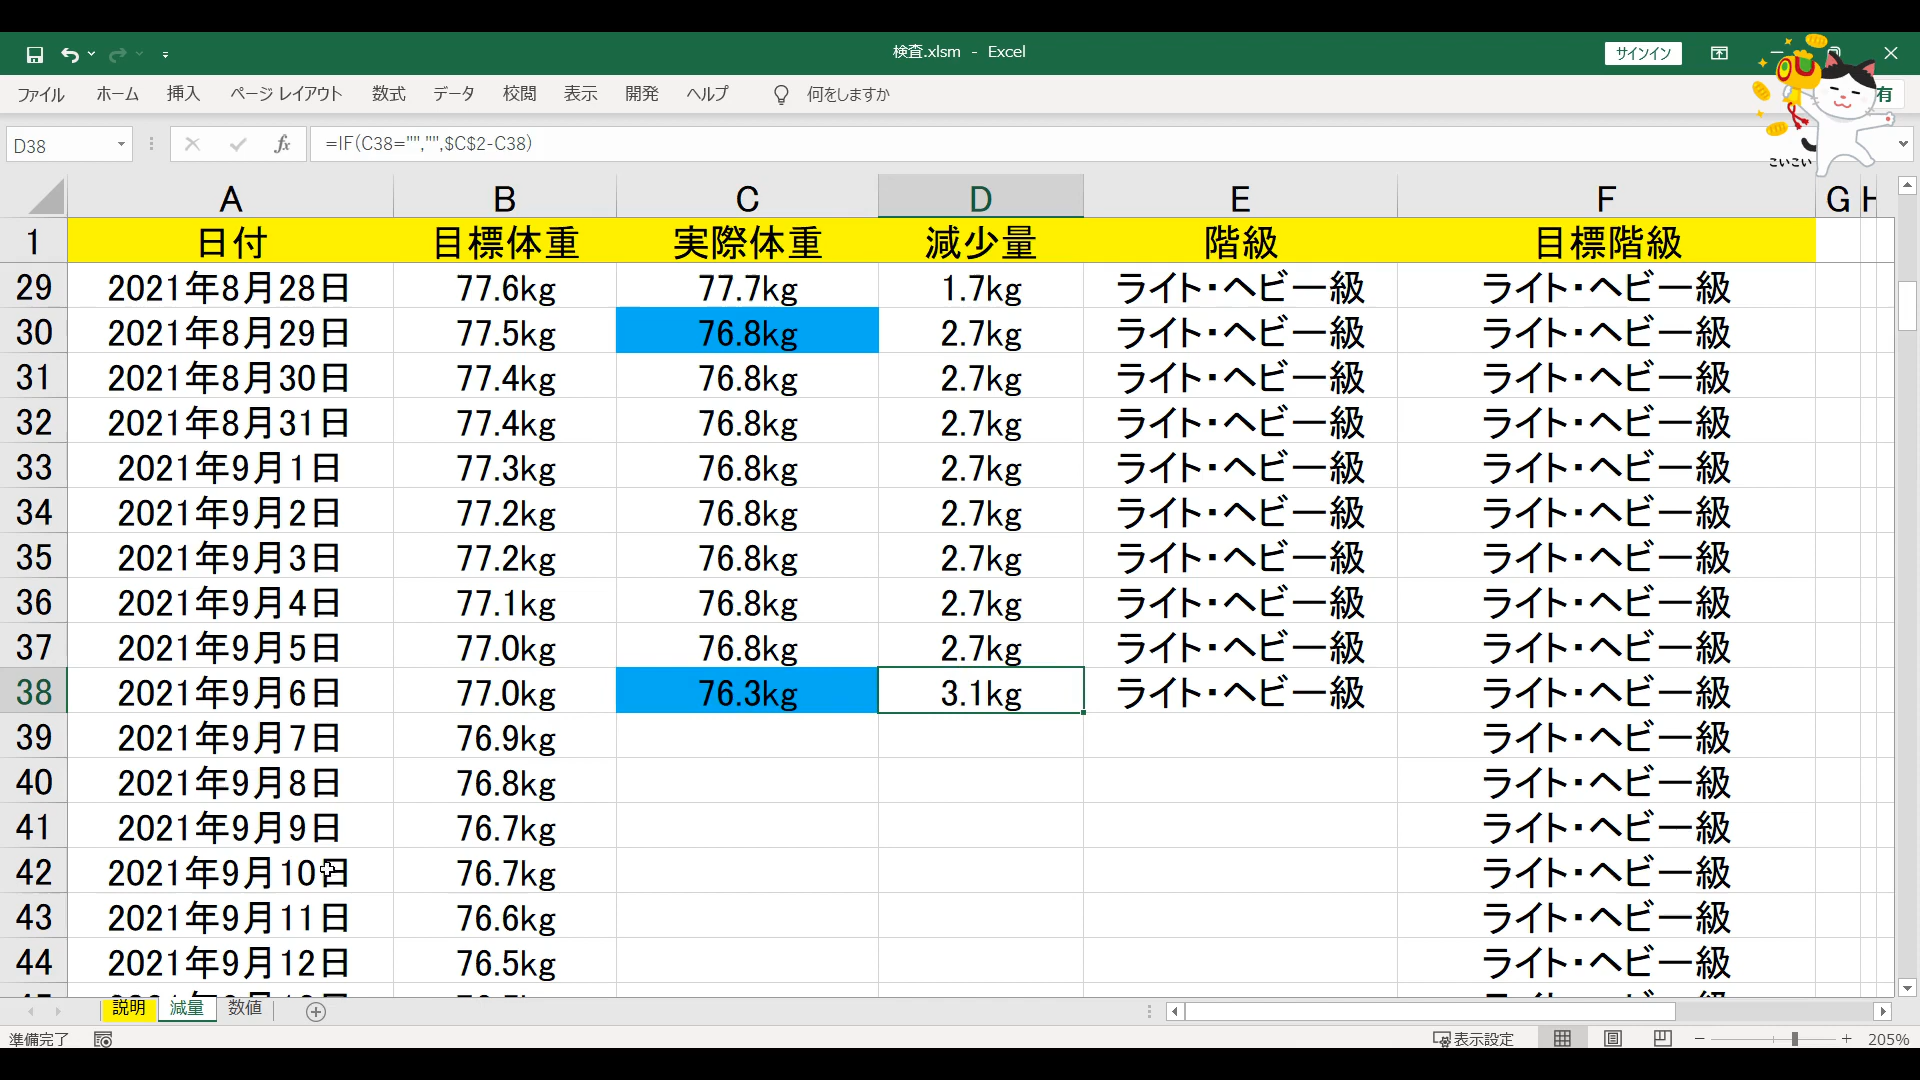 検査.xlsm - Excel
サインイン
ファイル ホーム 挿入 ページ レイアウト 数式 データ 校閲 表示 開発 ヘルプ 何をしますか
有
こいこい
D38 fx =IF(C38="","",$C$2-C38)
A B C D E F G H
1 日付 目標体重 実際体重 減少量 階級 目標階級
29 2021年8月28日 77.6kg 77.7kg 1.7kg ライト・ヘビー級 ライト・ヘビー級
30 2021年8月29日 77.5kg 76.8kg 2.7kg ライト・ヘビー級 ライト・ヘビー級
31 2021年8月30日 77.4kg 76.8kg 2.7kg ライト・ヘビー級 ライト・ヘビー級
32 2021年8月31日 77.4kg 76.8kg 2.7kg ライト・ヘビー級 ライト・ヘビー級
33 2021年9月1日 77.3kg 76.8kg 2.7kg ライト・ヘビー級 ライト・ヘビー級
34 2021年9月2日 77.2kg 76.8kg 2.7kg ライト・ヘビー級 ライト・ヘビー級
35 2021年9月3日 77.2kg 76.8kg 2.7kg ライト・ヘビー級 ライト・ヘビー級
36 2021年9月4日 77.1kg 76.8kg 2.7kg ライト・ヘビー級 ライト・ヘビー級
37 2021年9月5日 77.0kg 76.8kg 2.7kg ライト・ヘビー級 ライト・ヘビー級
38 2021年9月6日 77.0kg 76.3kg 3.1kg ライト・ヘビー級 ライト・ヘビー級
39 2021年9月7日 76.9kg ライト・ヘビー級
40 2021年9月8日 76.8kg ライト・ヘビー級
41 2021年9月9日 76.7kg ライト・ヘビー級
42 2021年9月10日 76.7kg ライト・ヘビー級
43 2021年9月11日 76.6kg ライト・ヘビー級
44 2021年9月12日 76.5kg ライト・ヘビー級
説明 減量 数値
準備完了 表示設定 205%